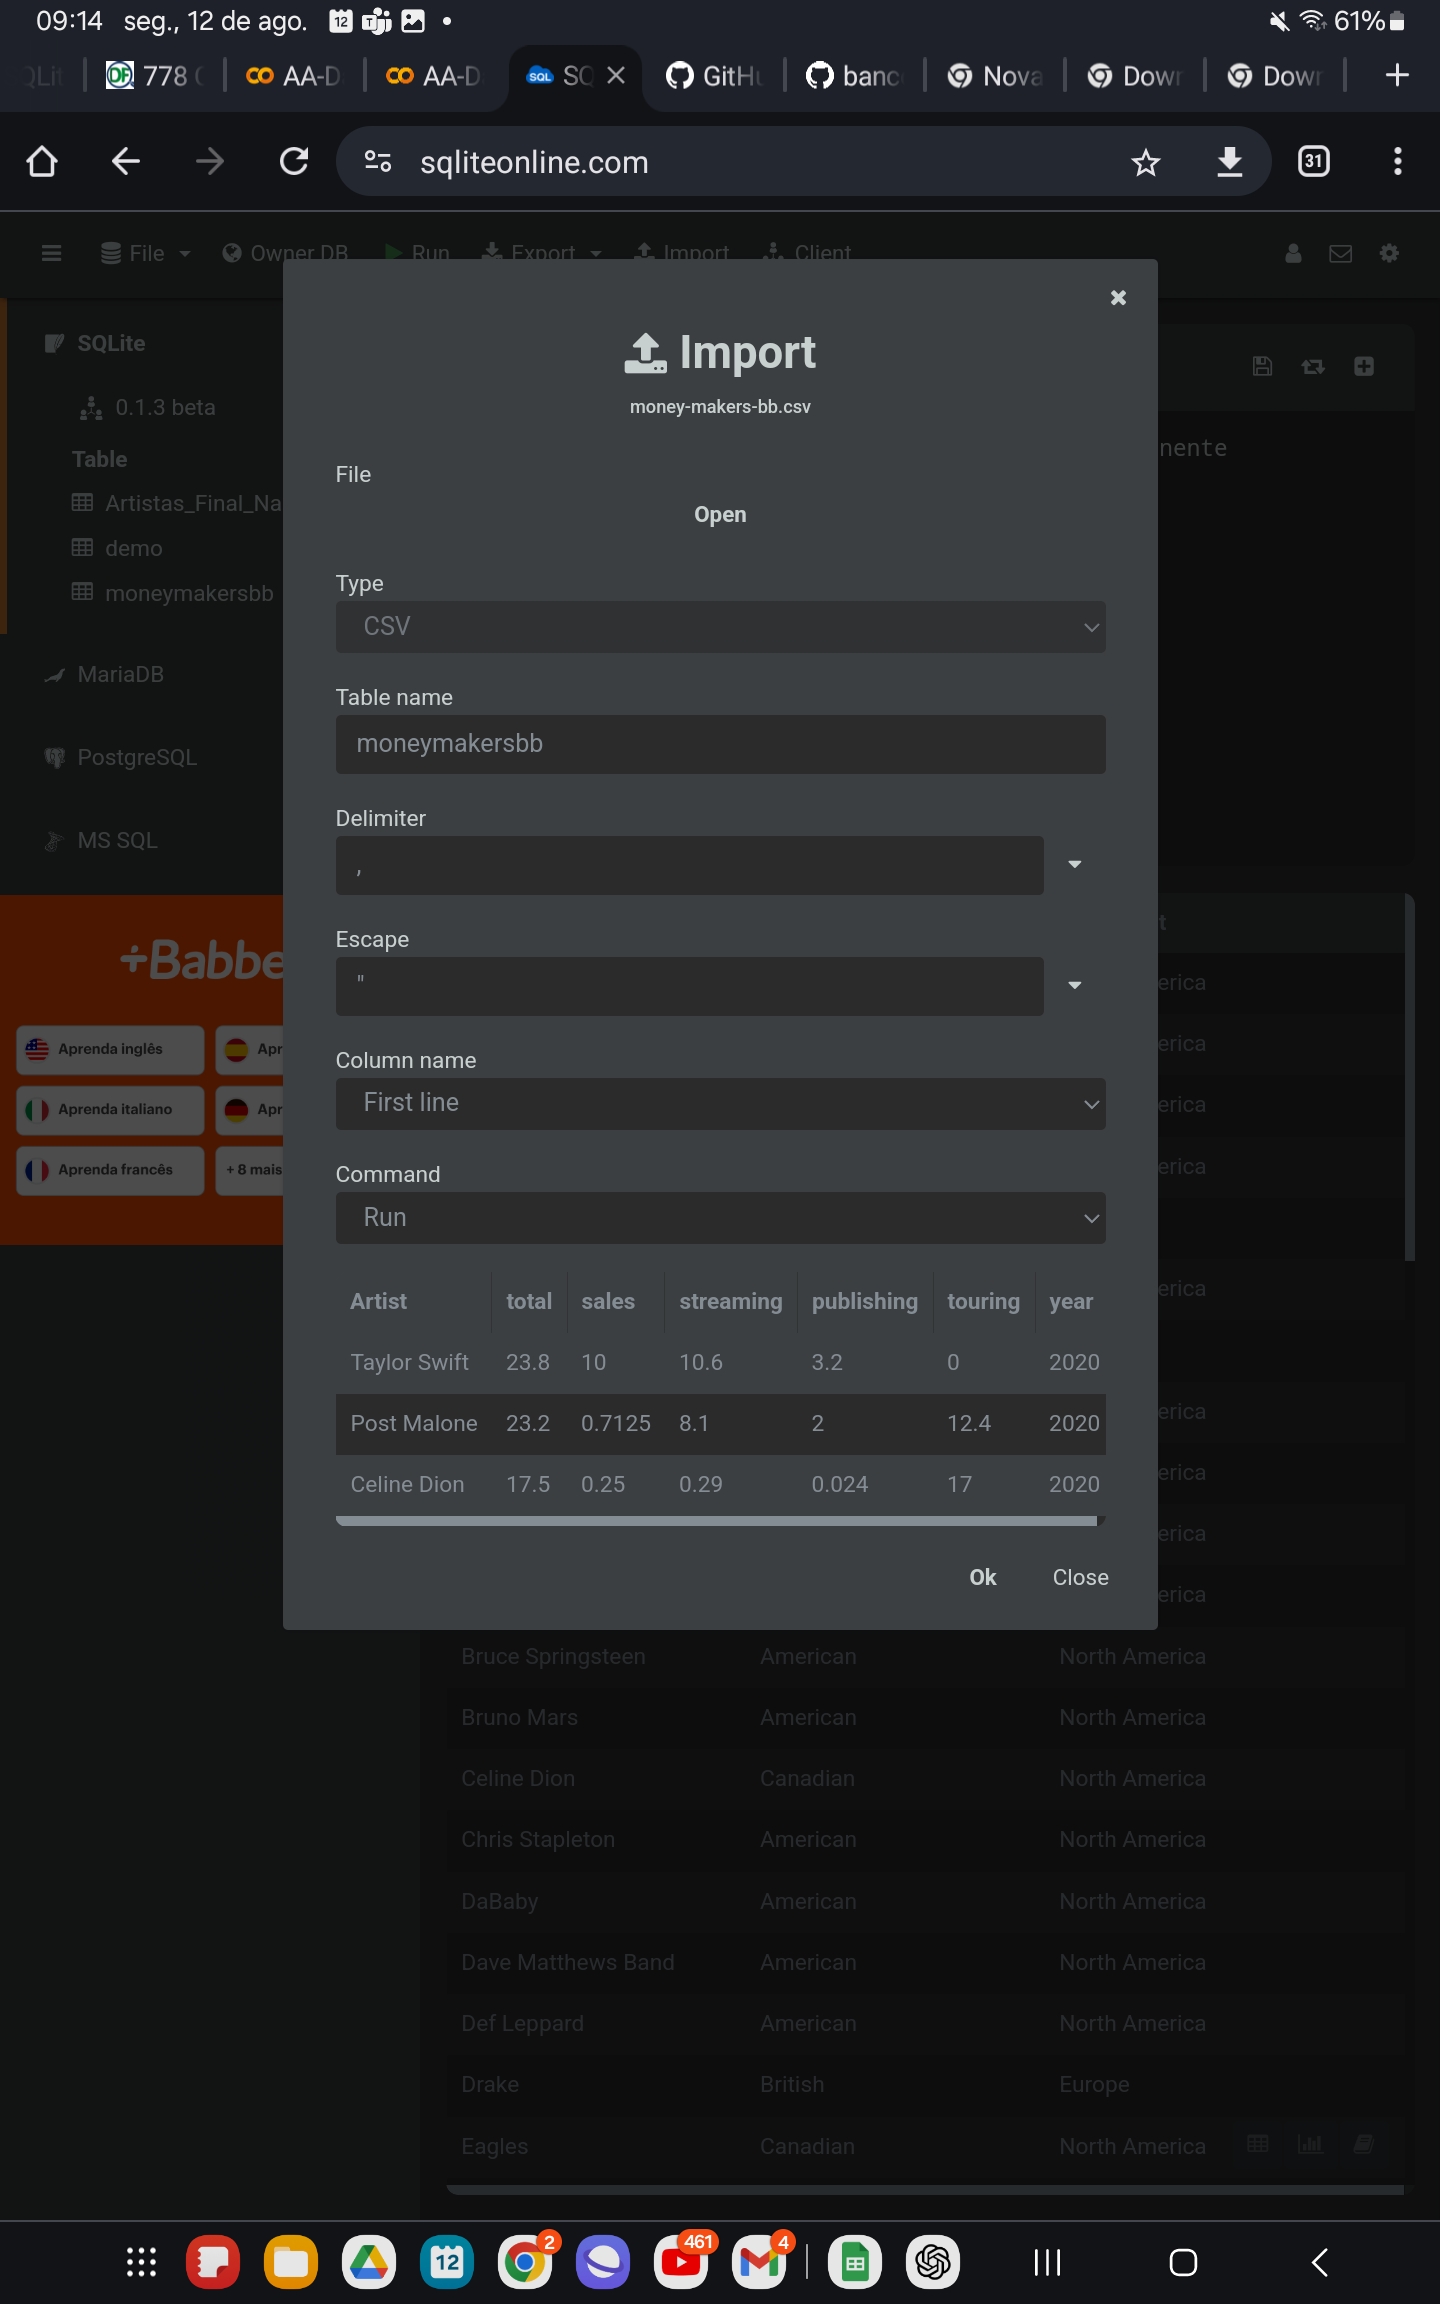 09:14 seg., 12 de ago. 12 61%
QLit 778 AA-D AA-D SQL SQ GitHu banc Nova Dowr Dowr
sqliteonline.com 31
File Owner DB Run Export Import Client
SQLite
0.1.3 beta
Table
Artistas_Final_Na
demo
moneymakersbb
MariaDB
PostgreSQL
MS SQL
+Babbe
Aprenda inglês Apr
Aprenda italiano Apr
Aprenda francês + 8 mais
Import
money-makers-bb.csv
File
Open
Type
CSV
Table name
moneymakersbb
Delimiter
,
Escape
"
Column name
First line
Command
Run
Artist total sales streaming publishing touring year
Taylor Swift 23.8 10 10.6 3.2 0 2020
Post Malone 23.2 0.7125 8.1 2 12.4 2020
Celine Dion 17.5 0.25 0.29 0.024 17 2020
Ok Close
nente
t
erica
erica
erica
erica
erica
erica
erica
erica
erica
Bruce Springsteen American North America
Bruno Mars American North America
Celine Dion Canadian North America
Chris Stapleton American North America
DaBaby American North America
Dave Matthews Band American North America
Def Leppard American North America
Drake British Europe
Eagles Canadian North America
12 2 461 4